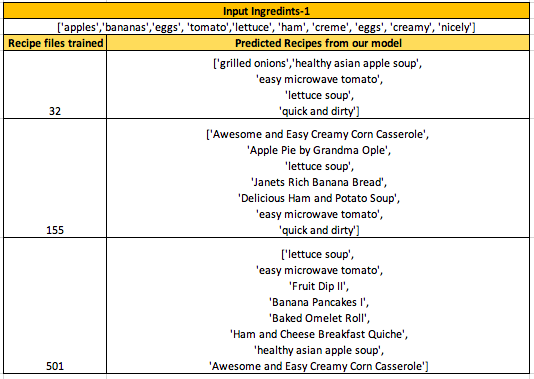 Input Ingredints-1
['apples','bananas','eggs', 'tomato','lettuce', 'ham', 'creme', 'eggs', 'creamy', 'nicely']
Recipe files trained Predicted Recipes from our model
['grilled onions','healthy asian apple soup',
'easy microwave tomato',
'lettuce soup',
32 'quick and dirty']
['Awesome and Easy Creamy Corn Casserole',
'Apple Pie by Grandma Ople',
'lettuce soup',
'Janets Rich Banana Bread',
'Delicious Ham and Potato Soup',
'easy microwave tomato',
155 'quick and dirty']
['lettuce soup',
'easy microwave tomato',
'Fruit Dip II',
'Banana Pancakes I',
'Baked Omelet Roll',
'Ham and Cheese Breakfast Quiche',
'healthy asian apple soup',
501 'Awesome and Easy Creamy Corn Casserole']